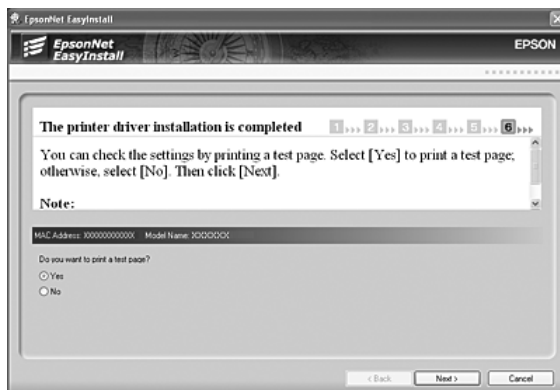 EpsonNet EasyInstall
EpsonNet
EasyInstall
EPSON
The printer driver installation is completed
1 2 3 4 5 6
You can check the settings by printing a test page. Select [Yes] to print a test page;
otherwise, select [No]. Then click [Next].
Note:
MAC Address: XXXXXXXXXXXX Model Name: XXXXXXX
Do you want to print a test page?
Yes
No
< Back Next > Cancel